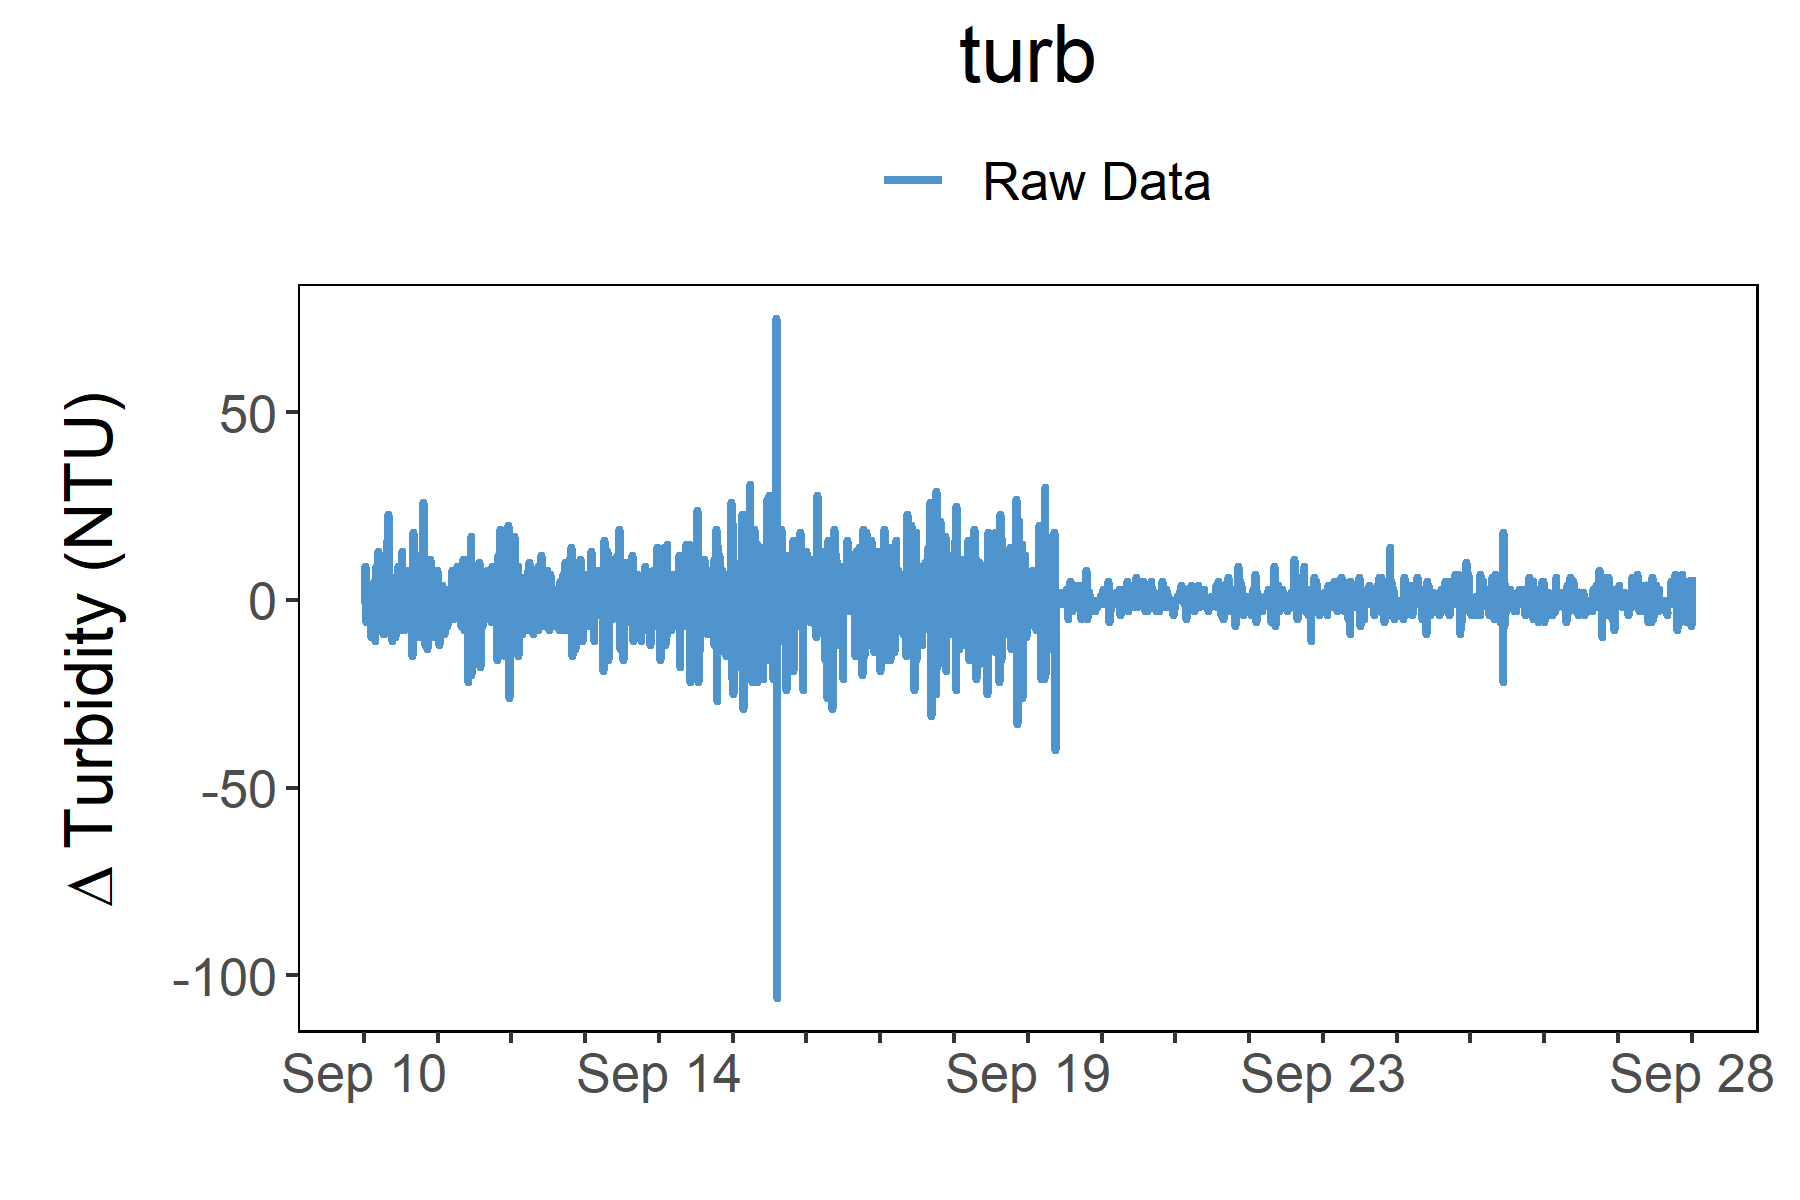 turb
Raw Data
Δ Turbidity (NTU)
50
0
-50
-100
Sep 10 Sep 14 Sep 19 Sep 23 Sep 28